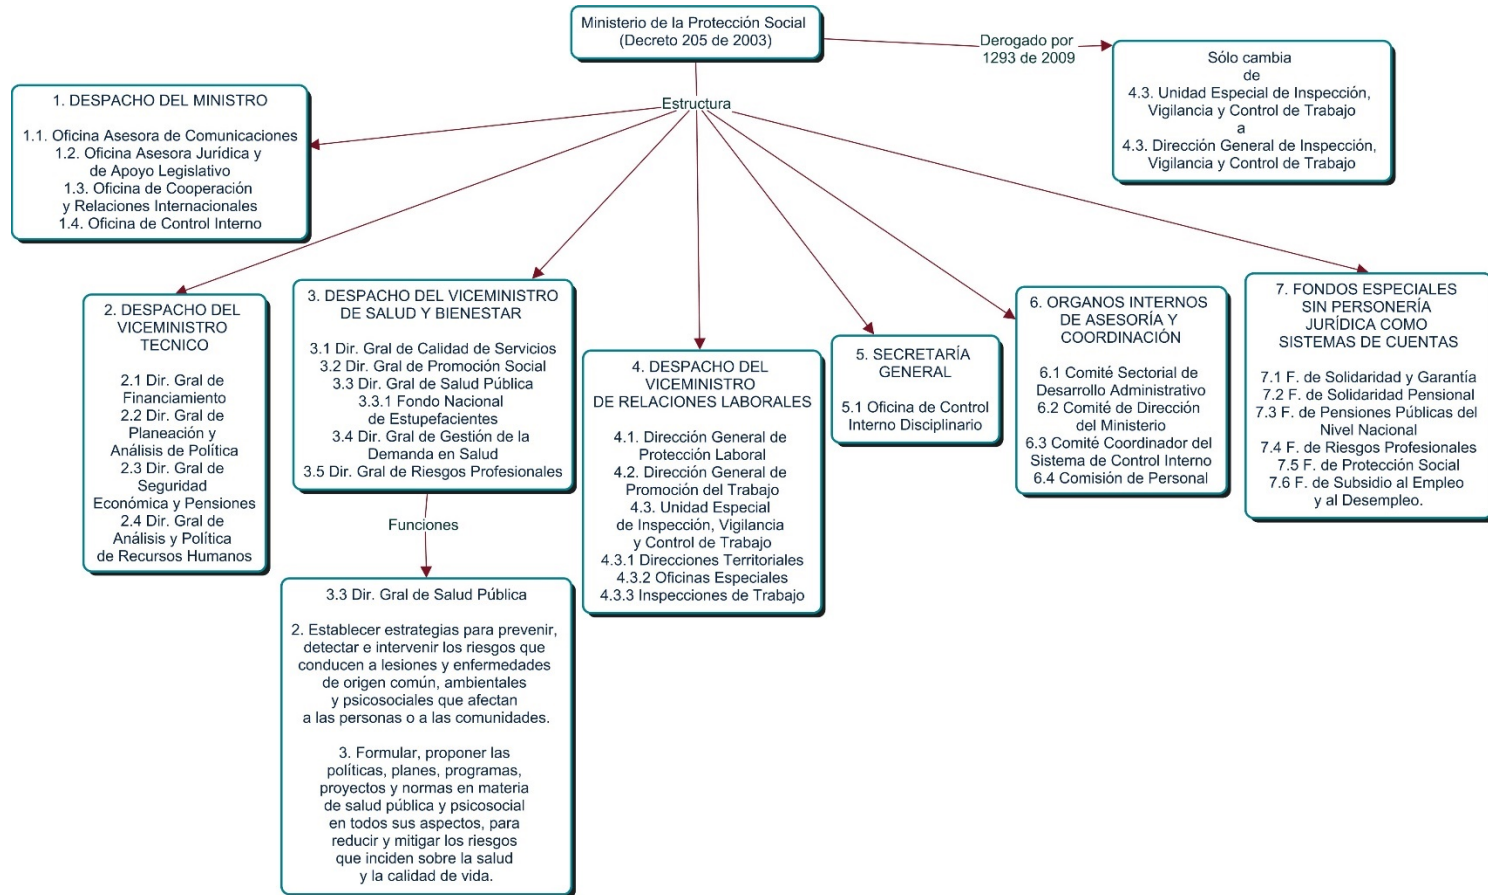 Ministerio de la Protección Social
(Decreto 205 de 2003)
Derogado por
1293 de 2009
Sólo cambia
de
4.3. Unidad Especial de Inspección,
Vigilancia y Control de Trabajo
a
4.3. Dirección General de Inspección,
Vigilancia y Control de Trabajo
Estructura
1. DESPACHO DEL MINISTRO
1.1. Oficina Asesora de Comunicaciones
1.2. Oficina Asesora Jurídica y
de Apoyo Legislativo
1.3. Oficina de Cooperación
y Relaciones Internacionales
1.4. Oficina de Control Interno
2. DESPACHO DEL
VICEMINISTRO
TECNICO
2.1 Dir. Gral de
Financiamiento
2.2 Dir. Gral de
Planeación y
Análisis de Política
2.3 Dir. Gral de
Seguridad
Económica y Pensiones
2.4 Dir. Gral de
Análisis y Política
de Recursos Humanos
3. DESPACHO DEL VICEMINISTRO
DE SALUD Y BIENESTAR
3.1 Dir. Gral de Calidad de Servicios
3.2 Dir. Gral de Promoción Social
3.3 Dir. Gral de Salud Pública
3.3.1 Fondo Nacional
de Estupefacientes
3.4 Dir. Gral de Gestión de la
Demanda en Salud
3.5 Dir. Gral de Riesgos Profesionales
Funciones
3.3 Dir. Gral de Salud Pública
2. Establecer estrategias para prevenir,
detectar e intervenir los riesgos que
conducen a lesiones y enfermedades
de origen común, ambientales
y psicosociales que afectan
a las personas o a las comunidades.
3. Formular, proponer las
políticas, planes, programas,
proyectos y normas en materia
de salud pública y psicosocial
en todos sus aspectos, para
reducir y mitigar los riesgos
que inciden sobre la salud
y la calidad de vida.
4. DESPACHO DEL
VICEMINISTRO
DE RELACIONES LABORALES
4.1. Dirección General de
Protección Laboral
4.2. Dirección General de
Promoción del Trabajo
4.3. Unidad Especial
de Inspección, Vigilancia
y Control de Trabajo
4.3.1 Direcciones Territoriales
4.3.2 Oficinas Especiales
4.3.3 Inspecciones de Trabajo
5. SECRETARÍA
GENERAL
5.1 Oficina de Control
Interno Disciplinario
6. ORGANOS INTERNOS
DE ASESORÍA Y
COORDINACIÓN
6.1 Comité Sectorial de
Desarrollo Administrativo
6.2 Comité de Dirección
del Ministerio
6.3 Comité Coordinador del
Sistema de Control Interno
6.4 Comisión de Personal
7. FONDOS ESPECIALES
SIN PERSONERÍA
JURÍDICA COMO
SISTEMAS DE CUENTAS
7.1 F. de Solidaridad y Garantía
7.2 F. de Solidaridad Pensional
7.3 F. de Pensiones Públicas del
Nivel Nacional
7.4 F. de Riesgos Profesionales
7.5 F. de Protección Social
7.6 F. de Subsidio al Empleo
y al Desempleo.